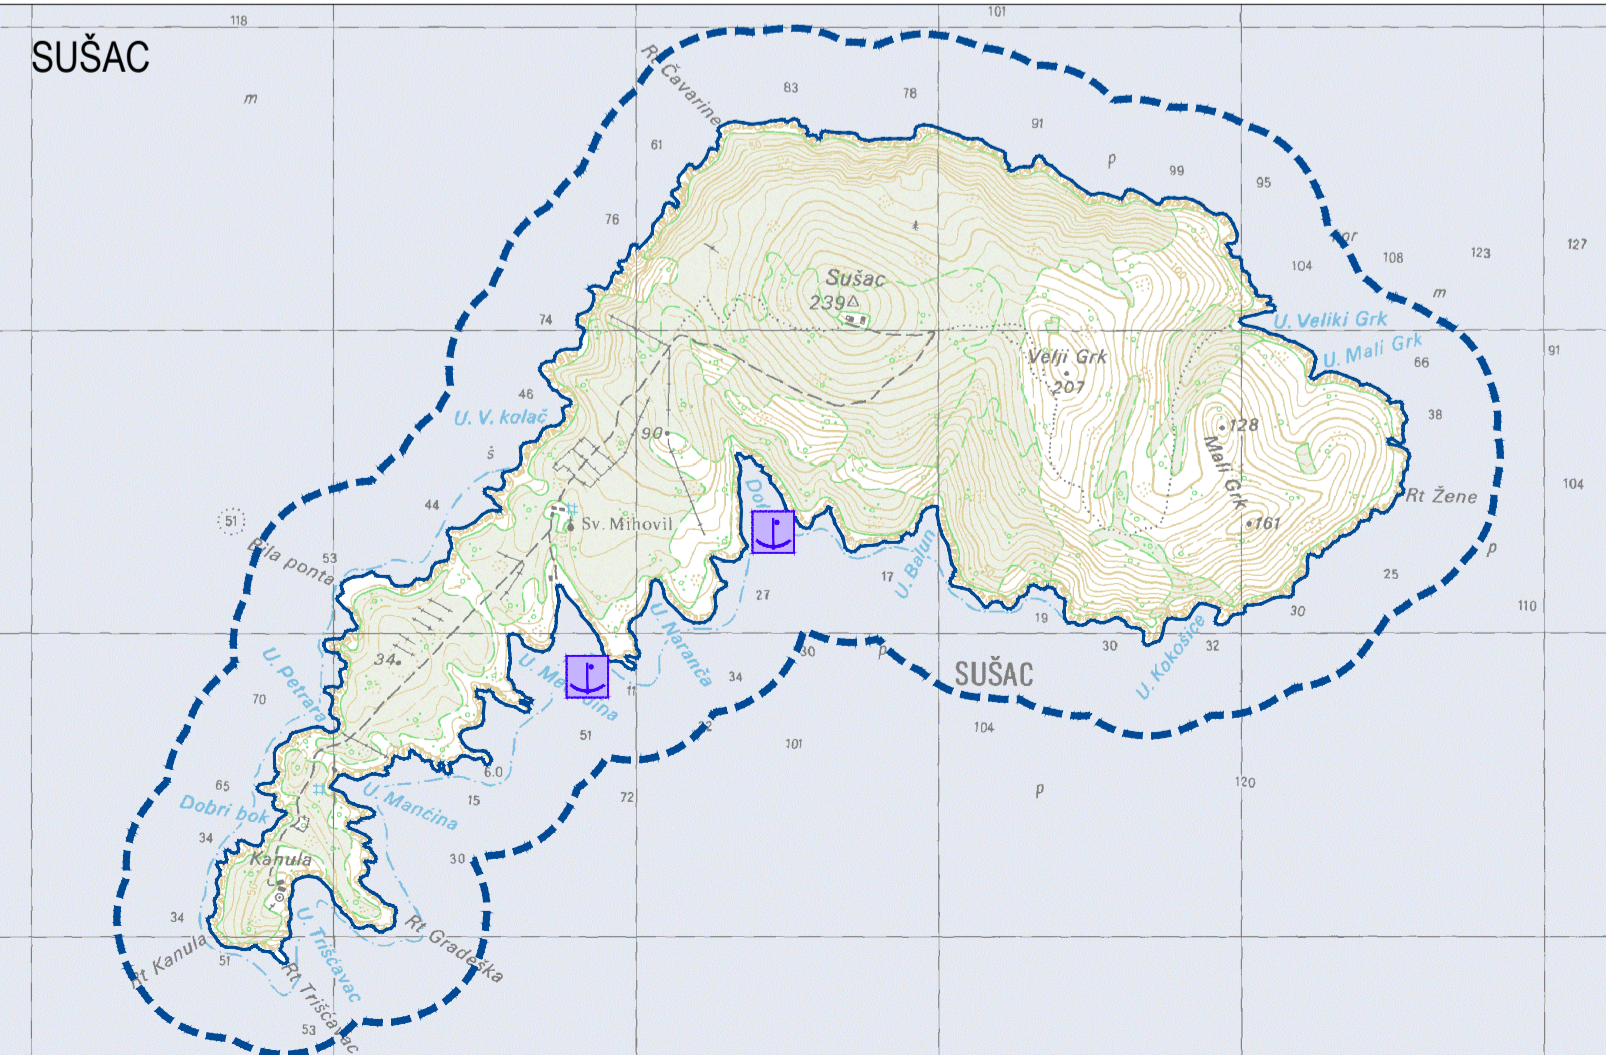 118
101
SUŠAC
m
Rt Čavarine
83
78
91
61
p
99
95
76
127
104
108
123
Sušac
239
m
74
U. Veliki Grk
U. Mali Grk
91
Velji Grk
66
207
46
38
U. V. kolač
90
128
Mali Grk
š
Rt Žene
104
44
51
161
Sv. Mihovil
Bila ponta
53
p
17
U. Balun
25
27
110
30
19
U. Naranča
30
32
U. Kokošice
30
p
34
U. Petrara
SUŠAC
34
11
70
51
101
104
6.0
65
72
120
p
Dobri bok
15
U. Mančina
34
30
Kanula
34
Rt Gradeška
U. Trišćavac
51
Rt Trišćavac
53